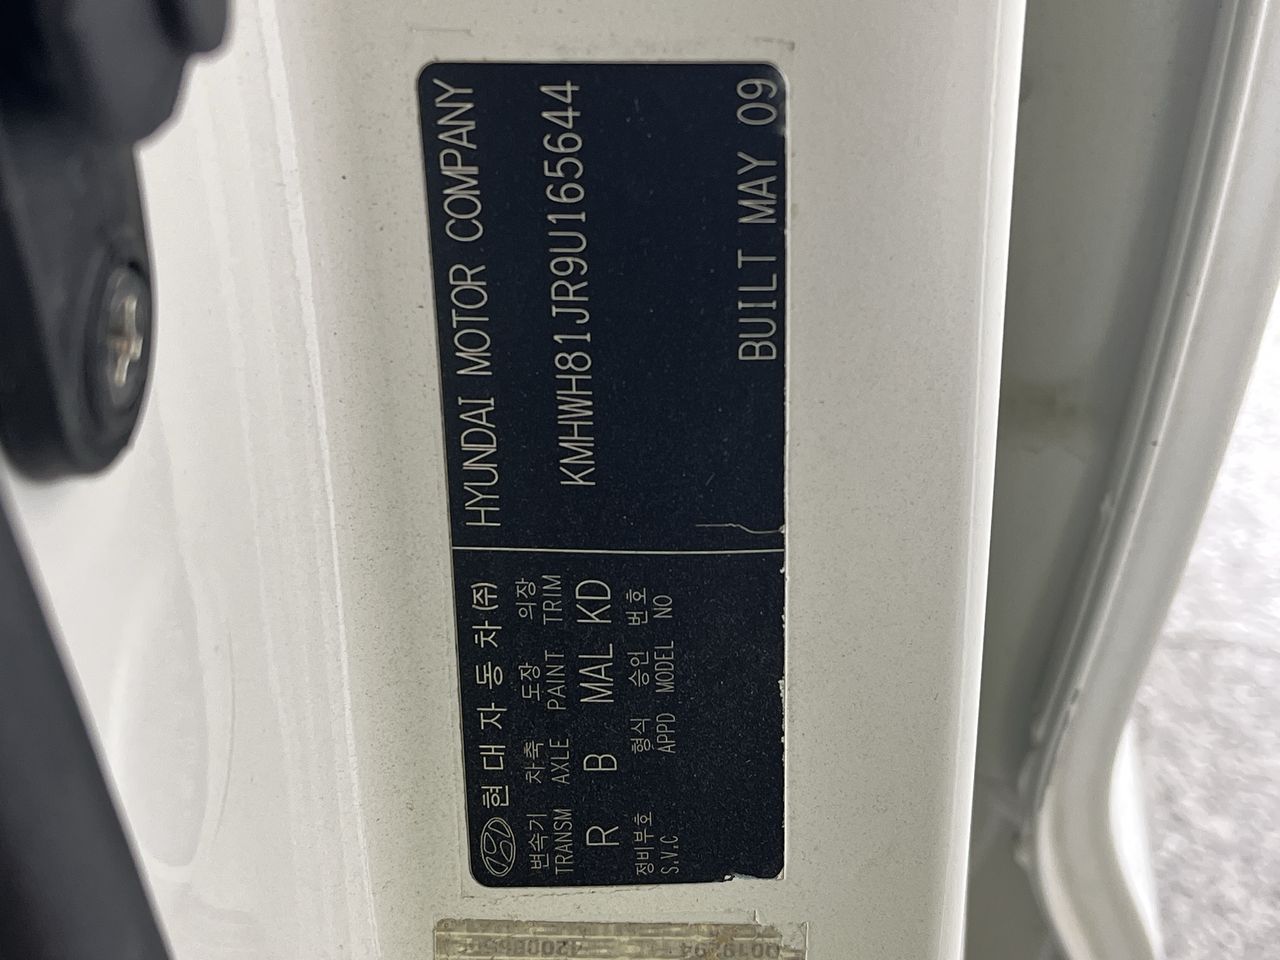 현대자동차(주)
변속기 차축 도장 의장
TRANSM AXLE PAINT TRIM
R B MAL KD
정비부호 형식 승인 번호
S.V.C APPD MODEL NO
HYUNDAI MOTOR COMPANY
KMHWH81JR9U165644
BUILT MAY 09